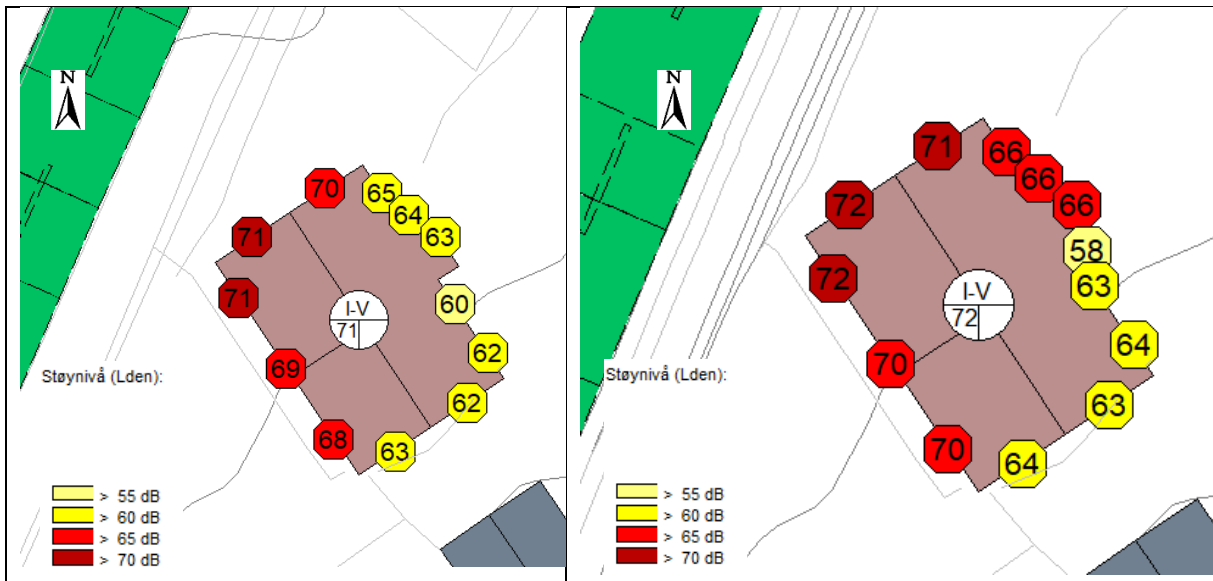 N
70
65
64
63
71
71
60
I-V
71
62
69
62
68
63
Støynivå (Lden):
> 55 dB
> 60 dB
> 65 dB
> 70 dB
N
71
66
66
66
72
58
72
63
I-V
72
64
70
63
70
64
Støynivå (Lden):
> 55 dB
> 60 dB
> 65 dB
> 70 dB